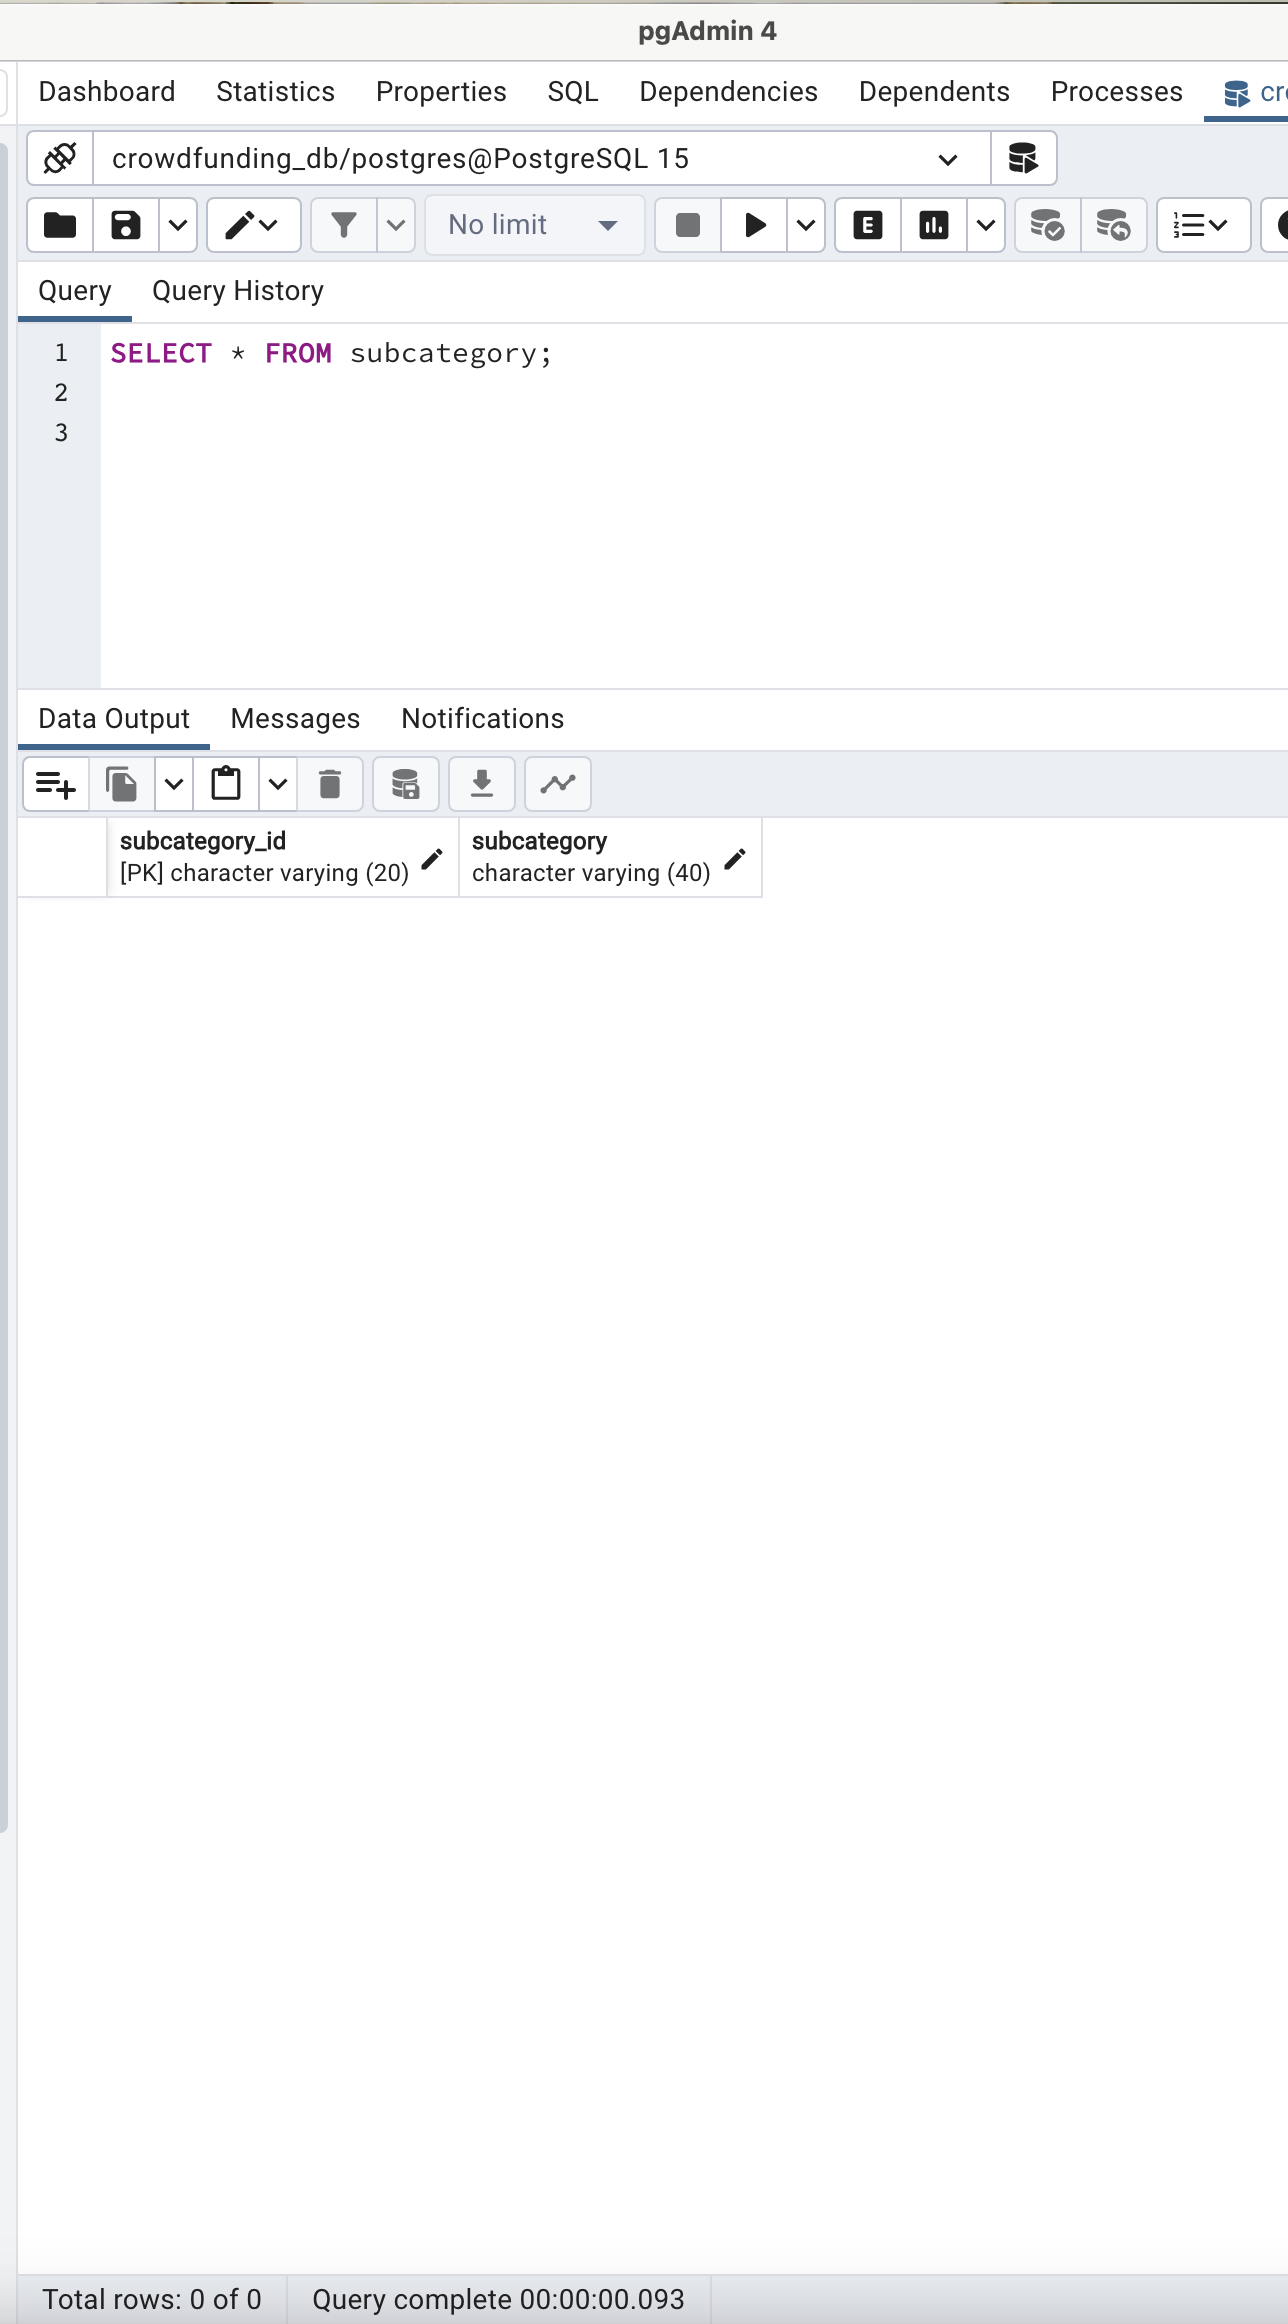 pgAdmin 4
Dashboard Statistics Properties SQL Dependencies Dependents Processes
crowdfunding_db/postgres@PostgreSQL 15
No limit E
Query Query History
1 SELECT * FROM subcategory;
2
3
Data Output Messages Notifications
subcategory_id subcategory
[PK] character varying (20) character varying (40)
Total rows: 0 of 0 Query complete 00:00:00.093